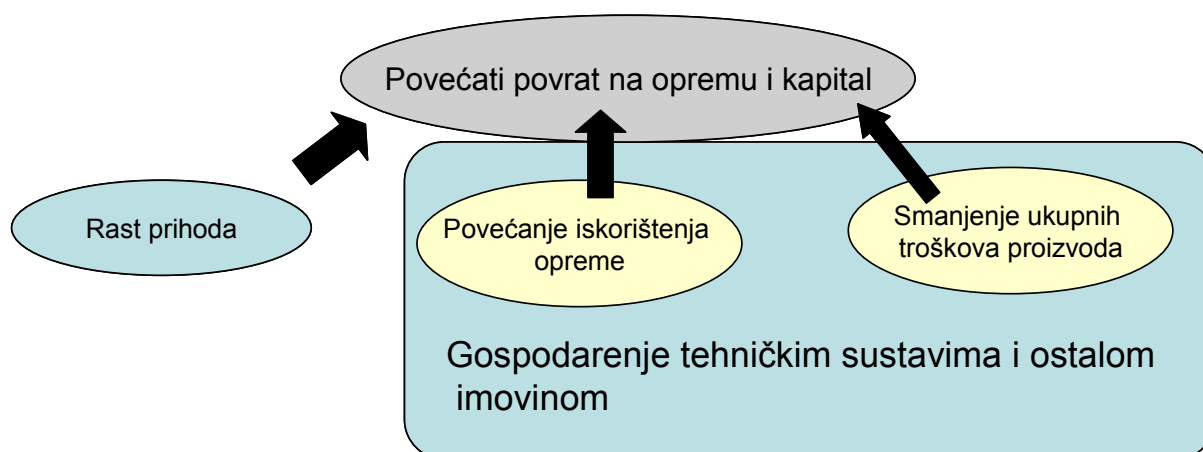 Povećati povrat na opremu i kapital
Rast prihoda
Povećanje iskorištenja
opreme
Smanjenje ukupnih
troškova proizvoda
Gospodarenje tehničkim sustavima i ostalom
imovinom